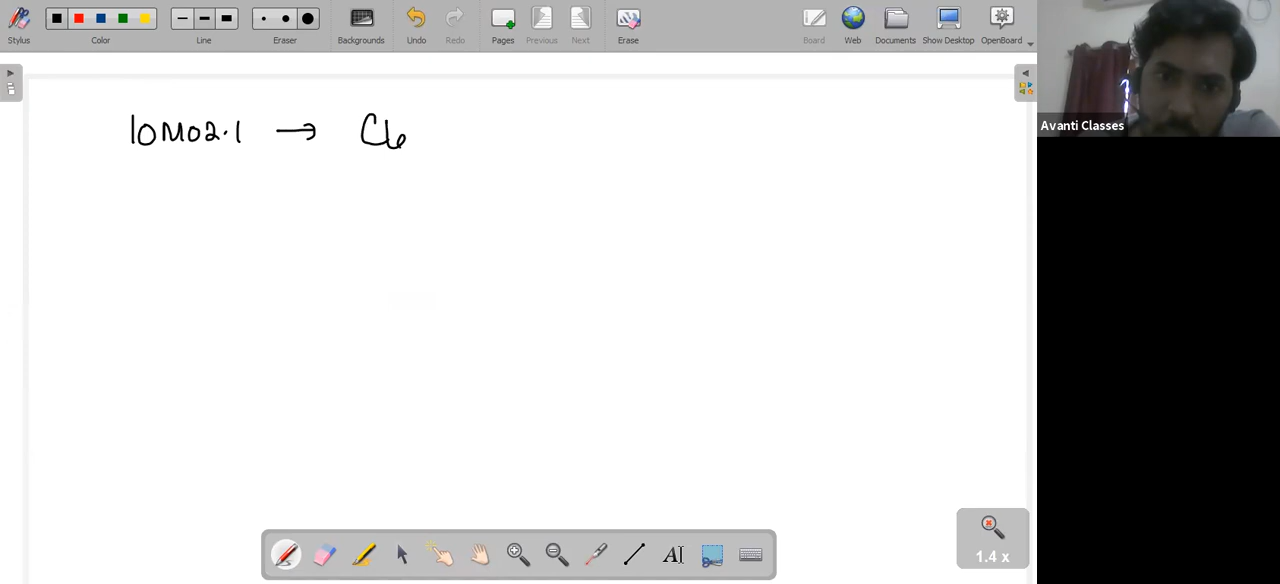 Stylus
Color
Line
Eraser
Backgrounds
Undo
Redo
Pages
Previous
Next
Erase
Board
Web
Documents
Show Desktop
OpenBoard
Avanti Classes
10M02.1 → C6
1.4 x